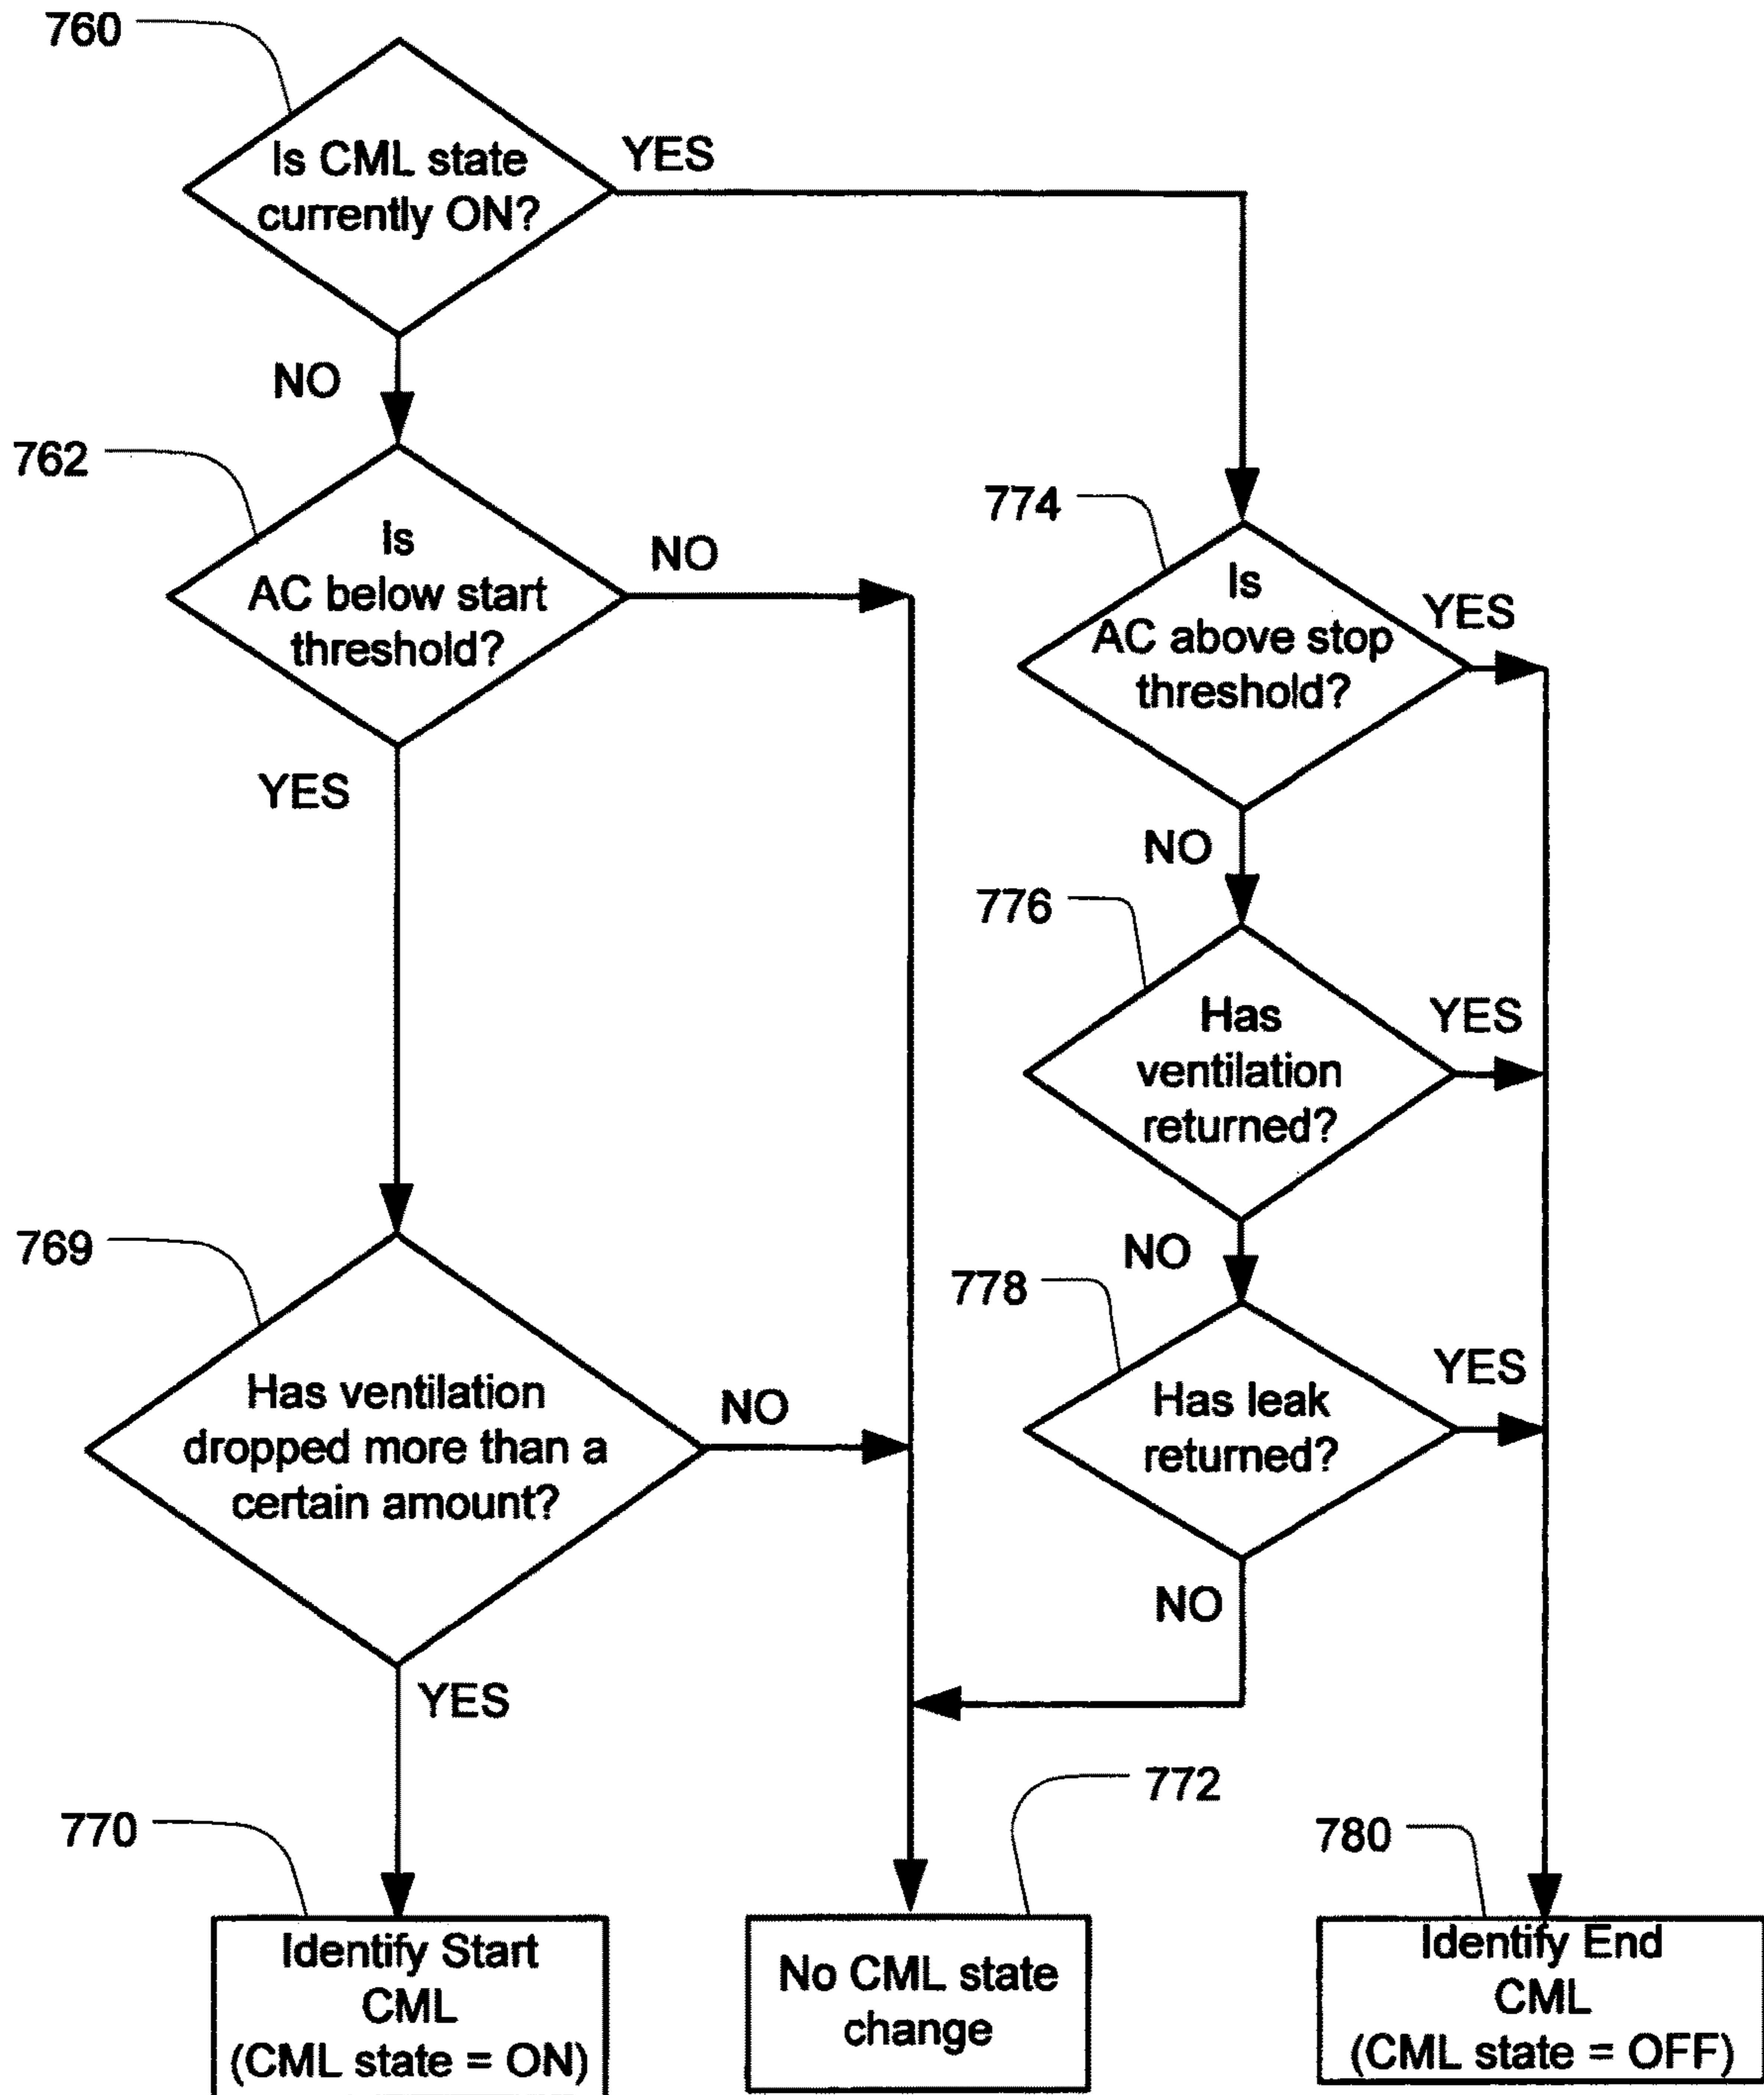 760
Is CML state
currently ON?
YES
NO
762
Is
AC below start
threshold?
NO
YES
774
Is
AC above stop
threshold?
YES
NO
776
Has
ventilation
returned?
YES
NO
769
Has ventilation
dropped more than a
certain amount?
NO
YES
778
Has leak
returned?
YES
NO
770
Identify Start
CML
(CML state = ON)
772
No CML state
change
780
Identify End
CML
(CML state = OFF)